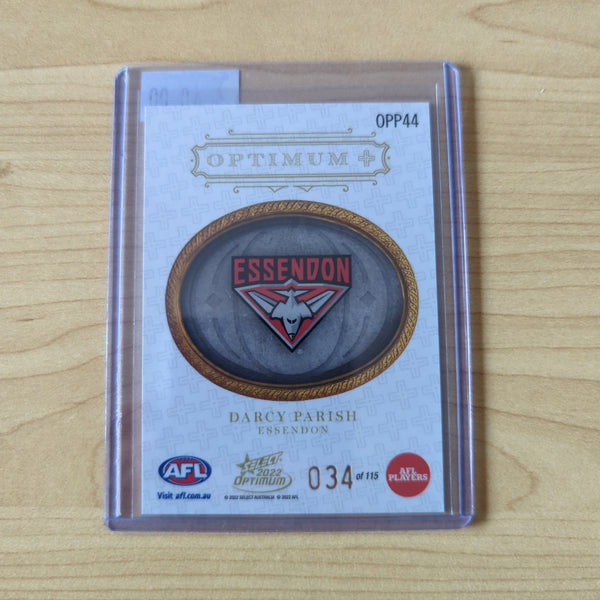 OPP44
OPTIMUM +
ESSENDON
DARCY PARISH
ESSENDON
AFL
Visit afl.com.au
SELECT
2022
OPTIMUM
© 2022 SELECT AUSTRALIA © 2022 AFL
034 of 115
AFL
PLAYERS